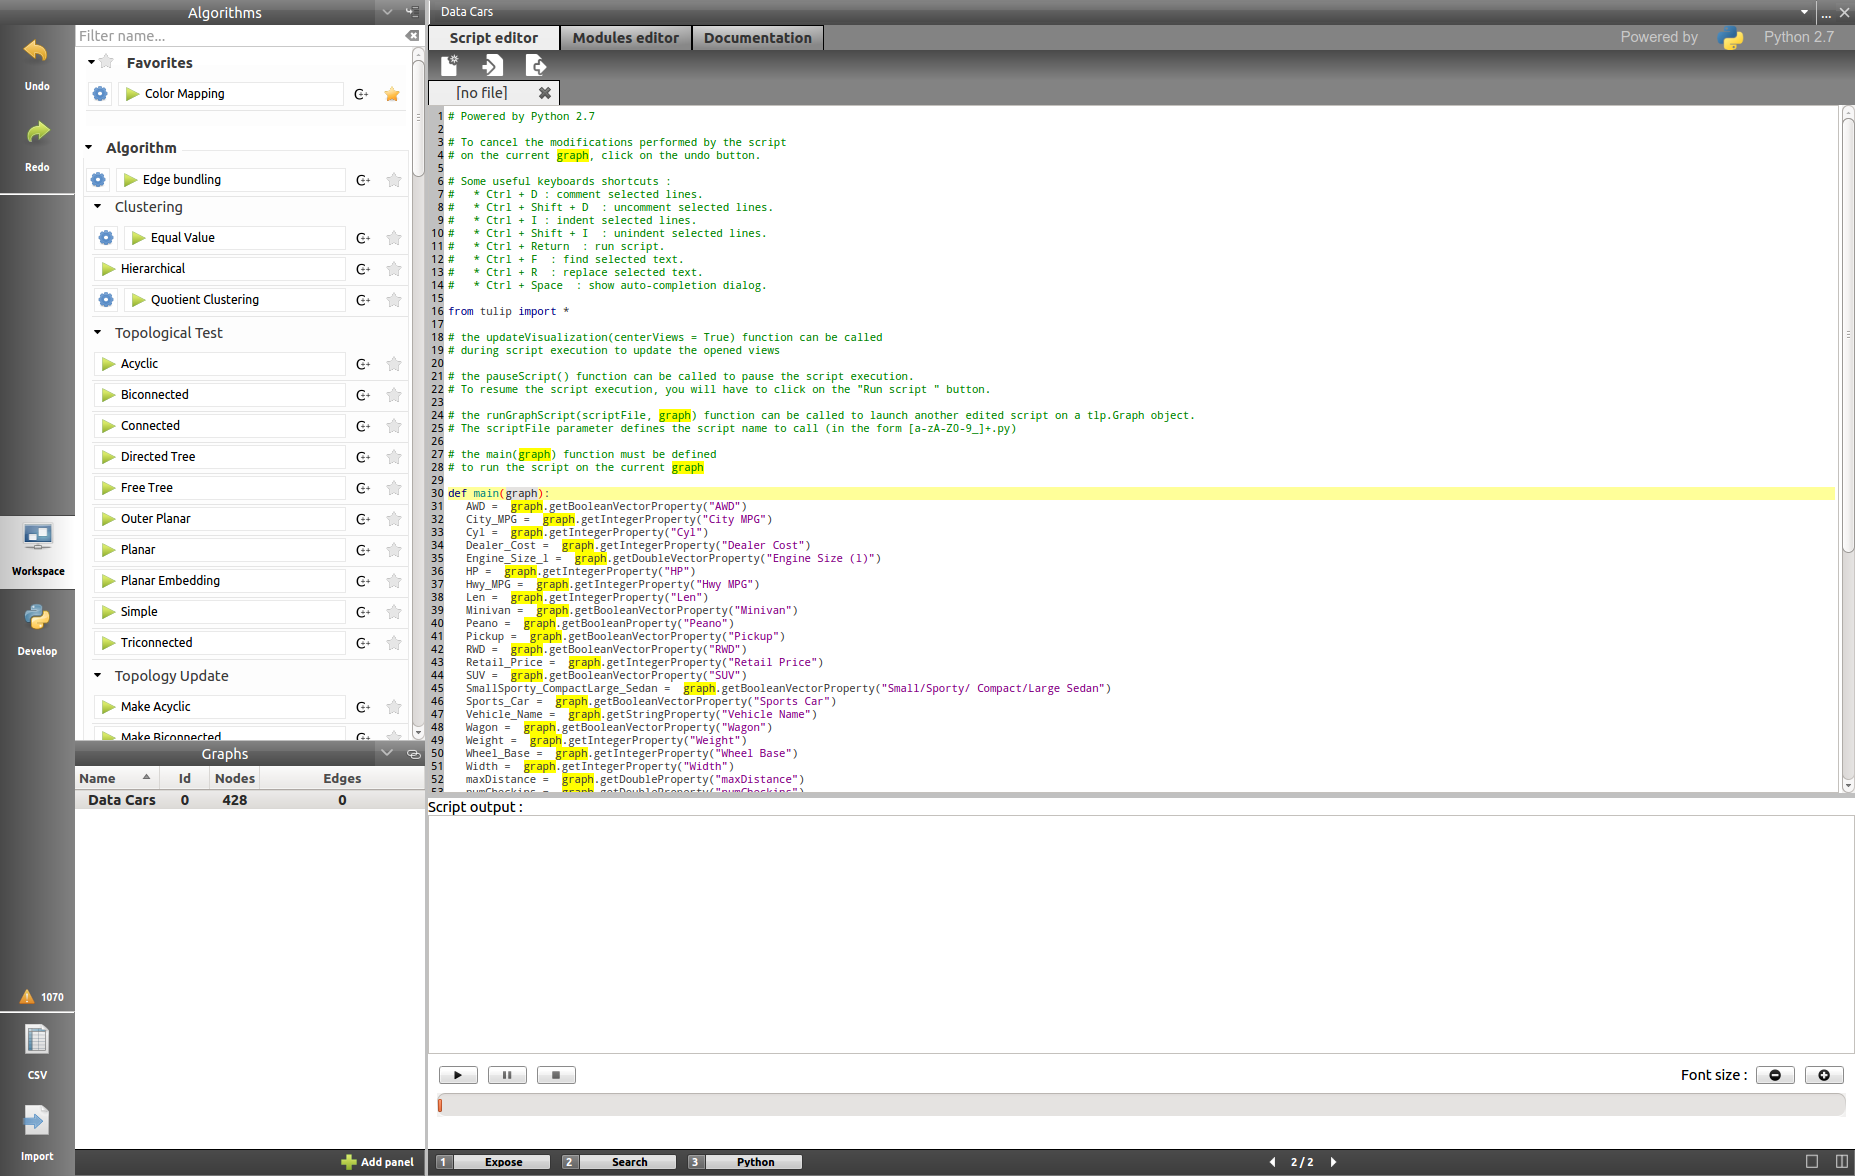 Algorithms
Data Cars
Undo
Redo
Workspace
Develop
1070
CSV
Import
Filter name...
Favorites
Color Mapping
Algorithm
Edge bundling
Clustering
Equal Value
Hierarchical
Quotient Clustering
Topological Test
Acyclic
Biconnected
Connected
Directed Tree
Free Tree
Outer Planar
Planar
Planar Embedding
Simple
Triconnected
Topology Update
Make Acyclic
Make Biconnected
Graphs
Name Id Nodes Edges
Data Cars 0 428 0
Add panel
Script editor Modules editor Documentation
Powered by Python 2.7
[no file]
1 # Powered by Python 2.7
2
3 # To cancel the modifications performed by the script
4 # on the current graph, click on the undo button.
5
6 # Some useful keyboards shortcuts :
7 #   * Ctrl + D : comment selected lines.
8 #   * Ctrl + Shift + D  : uncomment selected lines.
9 #   * Ctrl + I : indent selected lines.
10 #   * Ctrl + Shift + I  : unindent selected lines.
11 #   * Ctrl + Return  : run script.
12 #   * Ctrl + F  : find selected text.
13 #   * Ctrl + R  : replace selected text.
14 #   * Ctrl + Space  : show auto-completion dialog.
15
16 from tulip import *
17
18 # the updateVisualization(centerViews = True) function can be called
19 # during script execution to update the opened views
20
21 # the pauseScript() function can be called to pause the script execution.
22 # To resume the script execution, you will have to click on the "Run script " button.
23
24 # the runGraphScript(scriptFile, graph) function can be called to launch another edited script on a tlp.Graph object.
25 # The scriptFile parameter defines the script name to call (in the form [a-zA-Z0-9_]+.py)
26
27 # the main(graph) function must be defined
28 # to run the script on the current graph
29
30 def main(graph):
31 AWD =  graph.getBooleanVectorProperty("AWD")
32 City_MPG =  graph.getIntegerProperty("City MPG")
33 Cyl =  graph.getIntegerProperty("Cyl")
34 Dealer_Cost =  graph.getIntegerProperty("Dealer Cost")
35 Engine_Size_l =  graph.getDoubleVectorProperty("Engine Size (l)")
36 HP =  graph.getIntegerProperty("HP")
37 Hwy_MPG =  graph.getIntegerProperty("Hwy MPG")
38 Len =  graph.getIntegerProperty("Len")
39 Minivan =  graph.getBooleanVectorProperty("Minivan")
40 Peano =  graph.getBooleanProperty("Peano")
41 Pickup =  graph.getBooleanVectorProperty("Pickup")
42 RWD =  graph.getBooleanVectorProperty("RWD")
43 Retail_Price =  graph.getIntegerProperty("Retail Price")
44 SUV =  graph.getBooleanVectorProperty("SUV")
45 SmallSporty_CompactLarge_Sedan =  graph.getBooleanVectorProperty("Small/Sporty/ Compact/Large Sedan")
46 Sports_Car =  graph.getBooleanVectorProperty("Sports Car")
47 Vehicle_Name =  graph.getStringProperty("Vehicle Name")
48 Wagon =  graph.getBooleanVectorProperty("Wagon")
49 Weight =  graph.getIntegerProperty("Weight")
50 Wheel_Base =  graph.getIntegerProperty("Wheel Base")
51 Width =  graph.getIntegerProperty("Width")
52 maxDistance =  graph.getDoubleProperty("maxDistance")
53 numCheckins =  graph.getDoubleProperty("numCheckins")
Script output :
Font size :
1 Expose 2 Search 3 Python
2 / 2